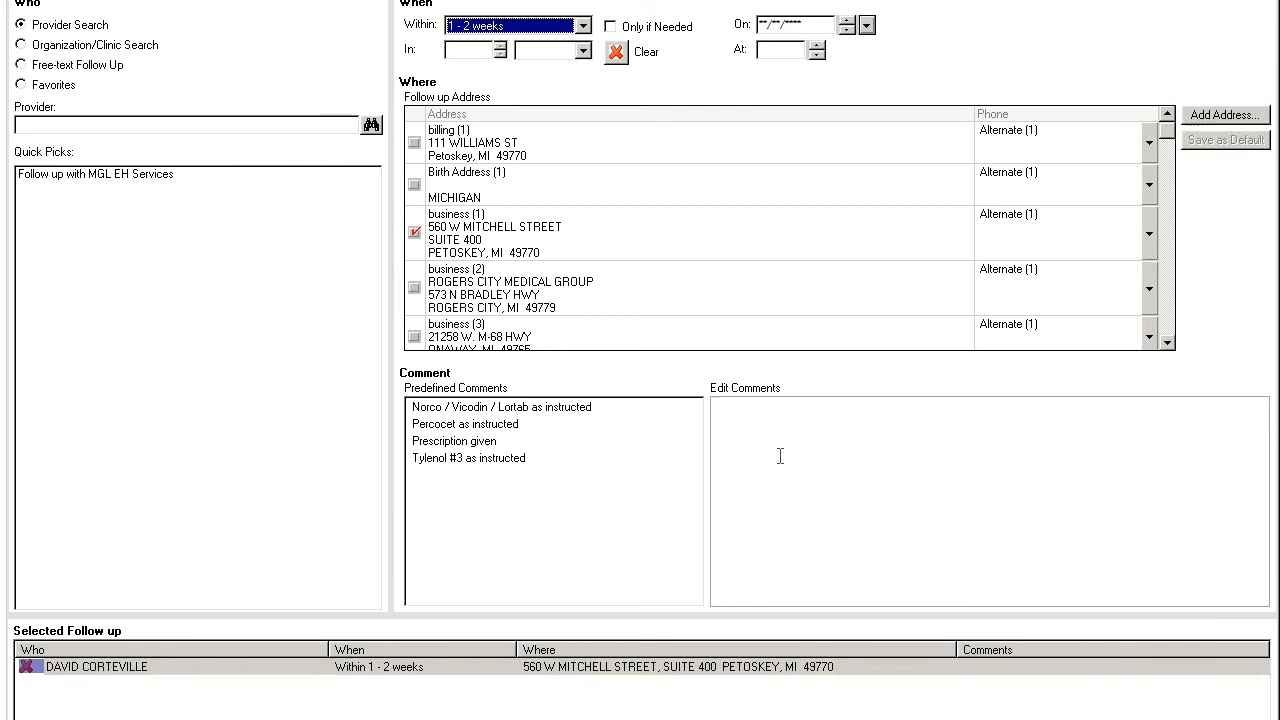 Who
Provider Search
Organization/Clinic Search
Free-text Follow Up
Favorites
Provider:
Quick Picks:
Follow up with MGL EH Services
When
Within: 1 - 2 weeks Only if Needed On: **/**/****
In: Clear At:
Where
Follow up Address
Address Phone
billing (1) Alternate (1)
111 WILLIAMS ST
Petoskey, MI 49770
Birth Address (1) Alternate (1)
MICHIGAN
business (1) Alternate (1)
560 W MITCHELL STREET
SUITE 400
PETOSKEY, MI 49770
business (2) Alternate (1)
ROGERS CITY MEDICAL GROUP
573 N BRADLEY HWY
ROGERS CITY, MI 49779
business (3) Alternate (1)
21258 W. M-68 HWY
ONAWAY, MI 49765
Add Address...
Save as Default
Comment
Predefined Comments
Norco / Vicodin / Lortab as instructed
Percocet as instructed
Prescription given
Tylenol #3 as instructed
Edit Comments
Selected Follow up
Who When Where Comments
DAVID CORTEVILLE Within 1 - 2 weeks 560 W MITCHELL STREET, SUITE 400 PETOSKEY, MI 49770